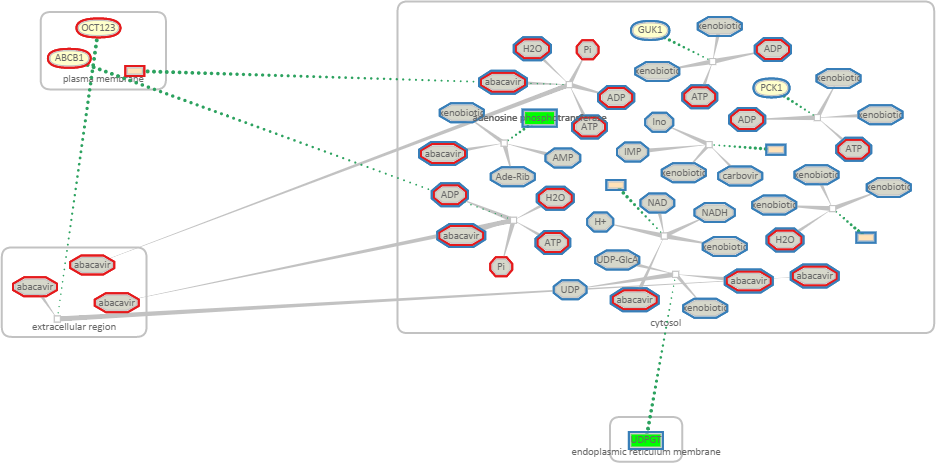 OCT123
ABCB1
plasma membrane
H2O
Pi
abacavir
ADP
ATP
xenobiotic
adenosine phosphotransferase
abacavir
AMP
Ade-Rib
GUK1
xenobiotic
ADP
xenobiotic
ATP
PCK1
xenobiotic
ADP
xenobiotic
ATP
Ino
IMP
xenobiotic
carbovir
xenobiotic
xenobiotic
xenobiotic
H2O
ADP
H2O
abacavir
ATP
Pi
NAD
NADH
H+
xenobiotic
abacavir
UDP-GlcA
UDP
abacavir
abacavir
xenobiotic
cytosol
abacavir
abacavir
abacavir
extracellular region
UDPGT
endoplasmic reticulum membrane